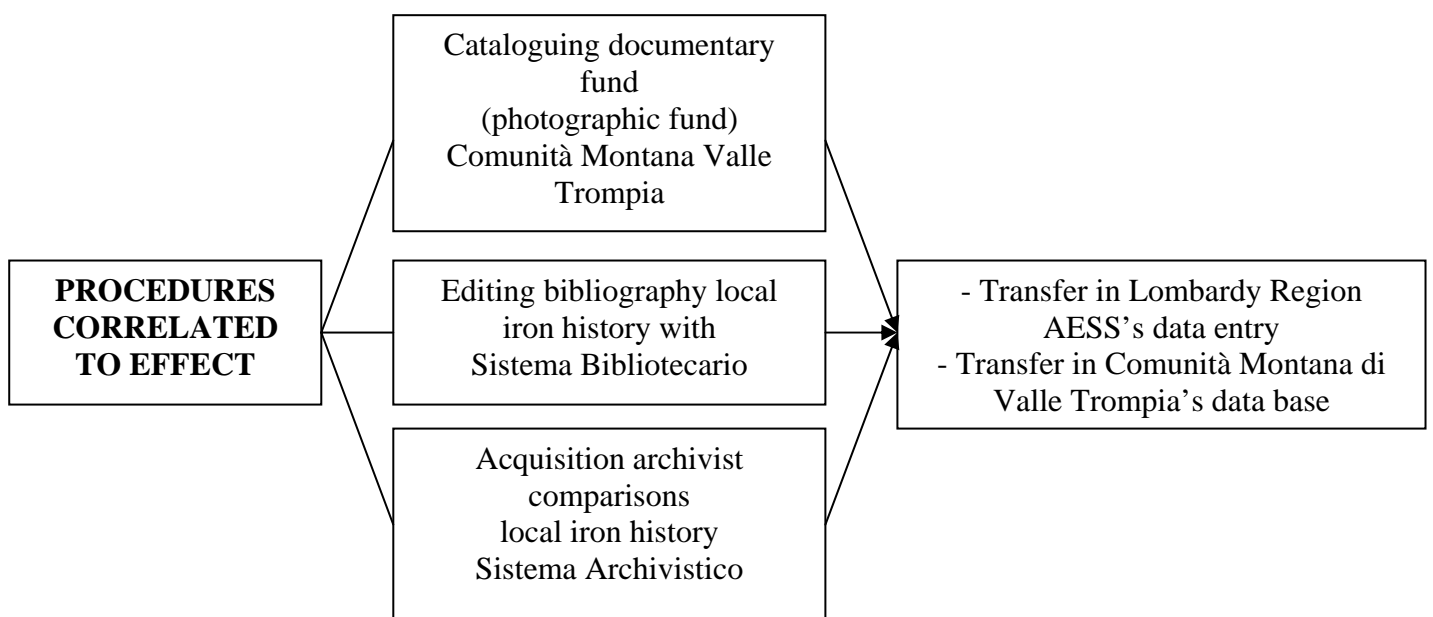 PROCEDURES
CORRELATED
TO EFFECT
Cataloguing documentary
fund
(photographic fund)
Comunità Montana Valle
Trompia
Editing bibliography local
iron history with
Sistema Bibliotecario
Acquisition archivist
comparisons
local iron history
Sistema Archivistico
- Transfer in Lombardy Region
AESS’s data entry
- Transfer in Comunità Montana di
Valle Trompia’s data base